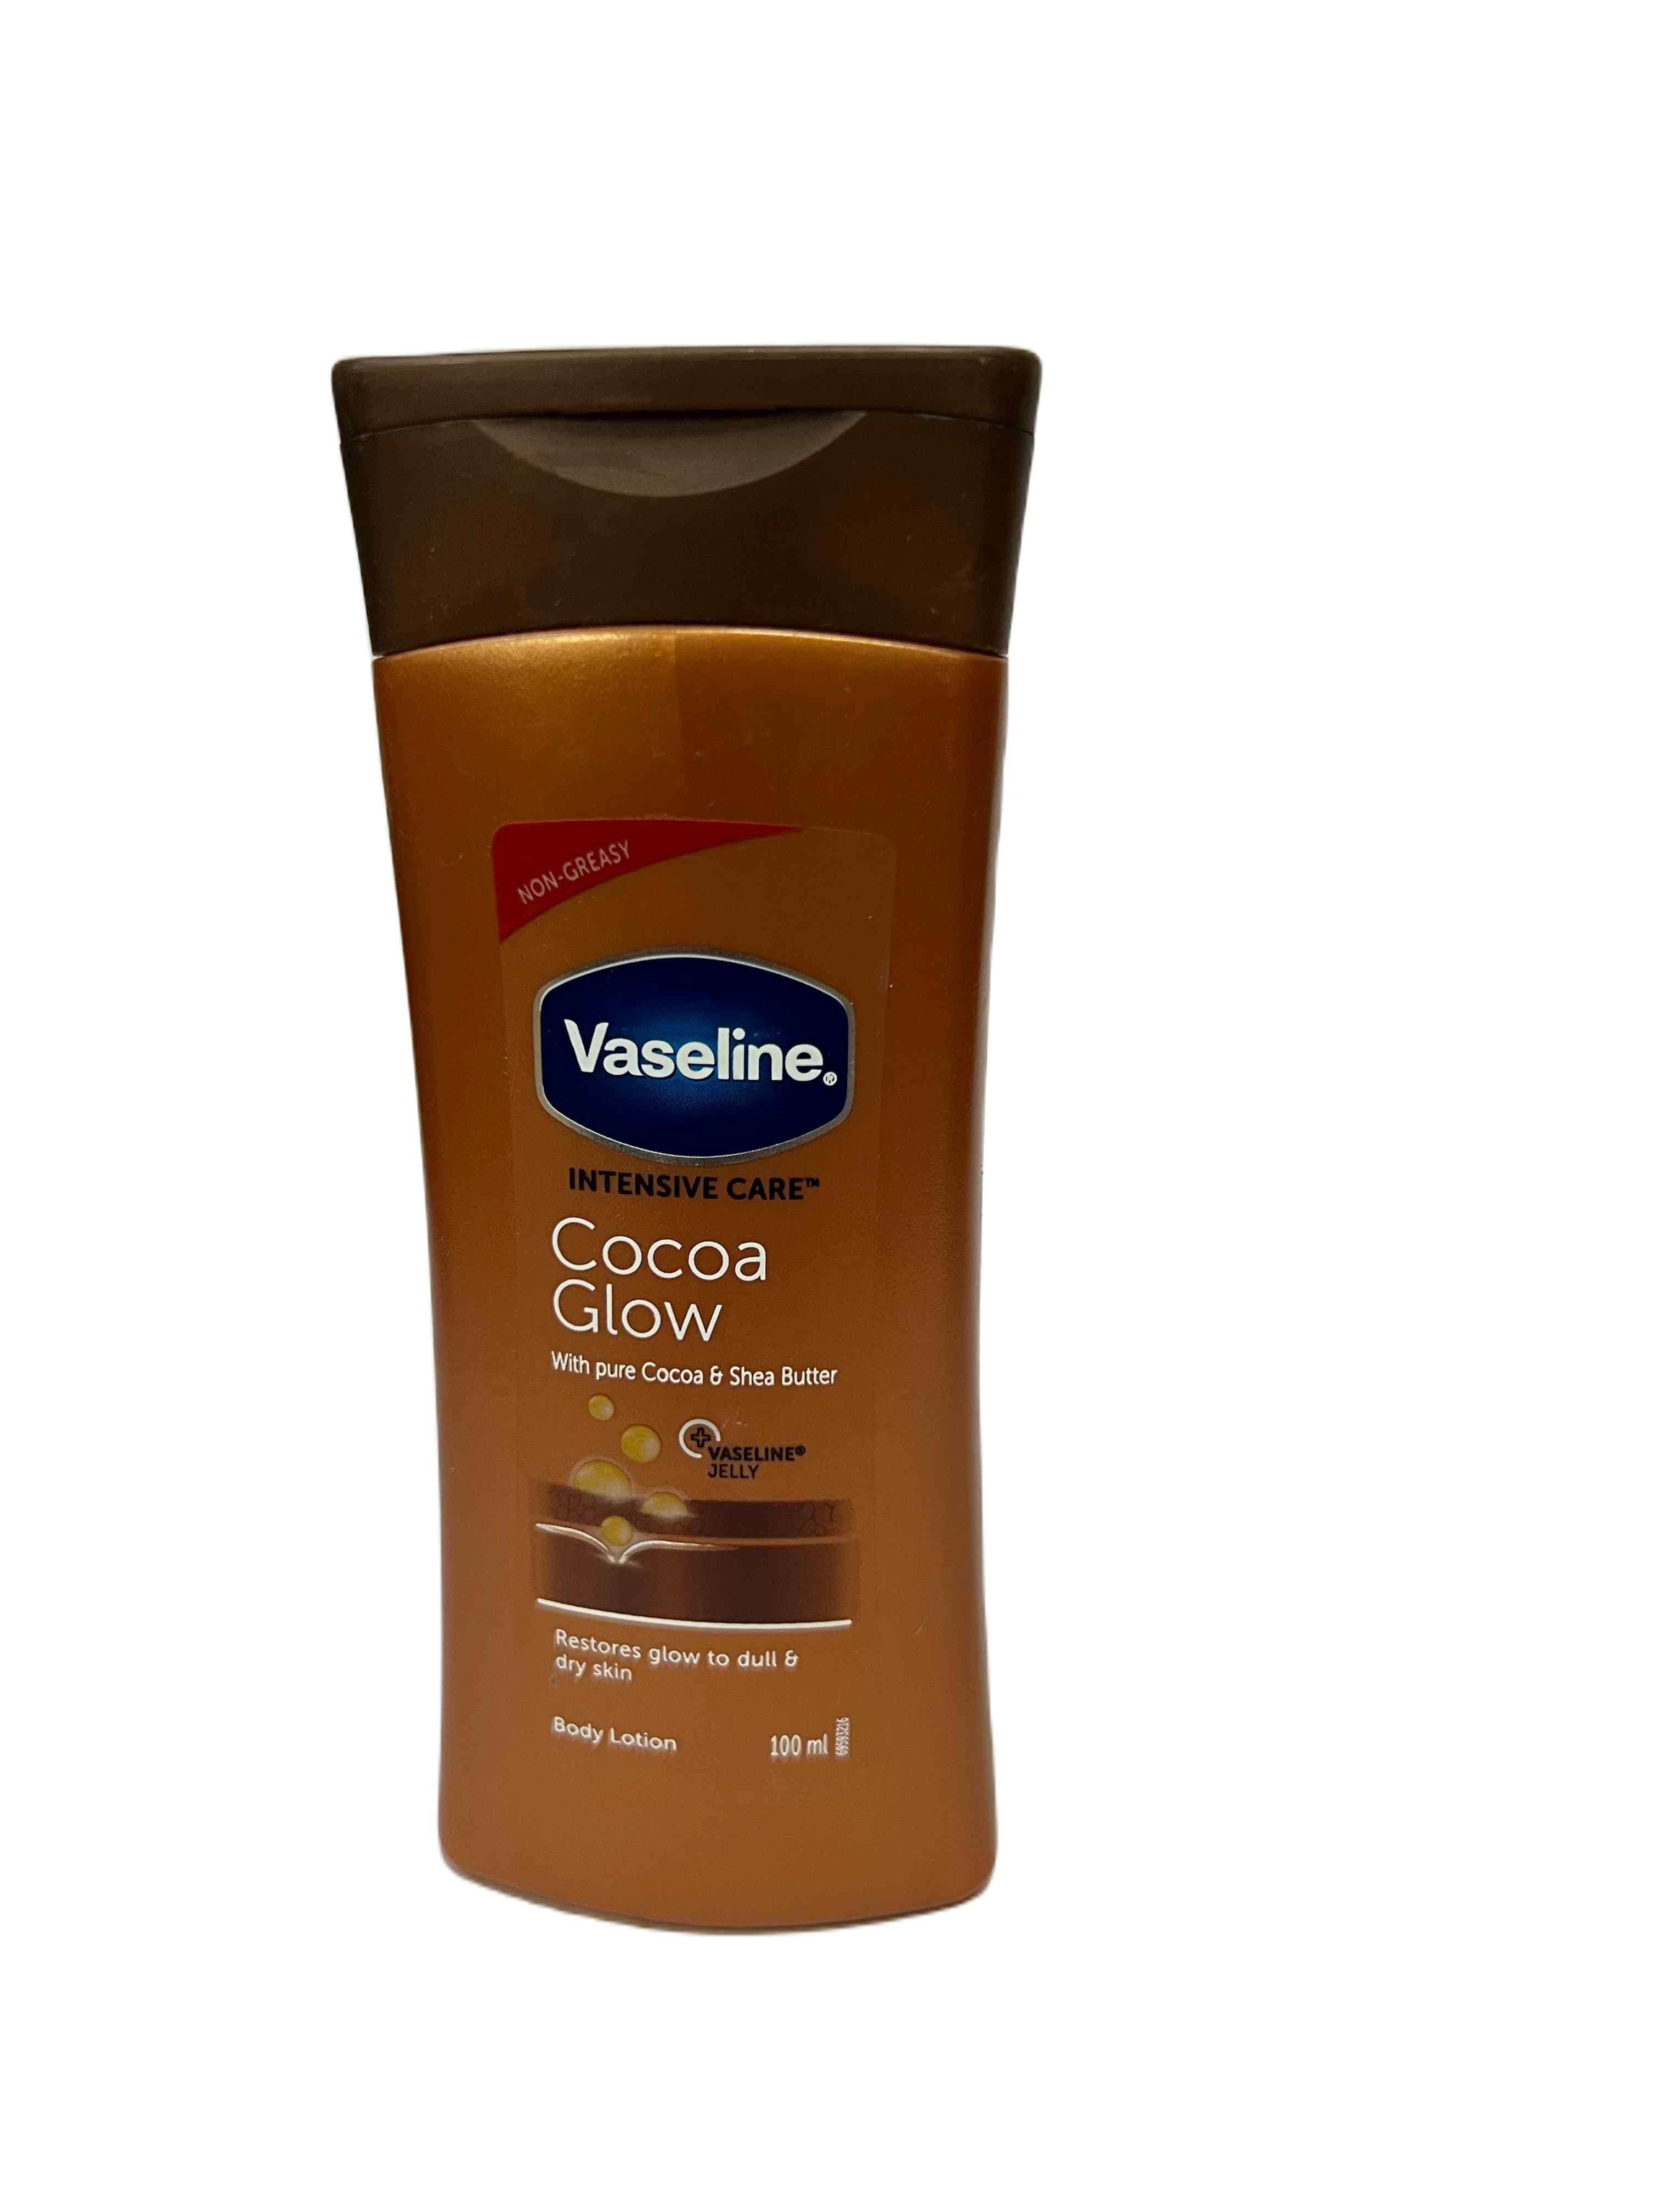 NON-GREASY
Vaseline®
INTENSIVE CARE™
Cocoa
Glow
With pure Cocoa & Shea Butter
VASELINE®
JELLY
Restores glow to dull &
dry skin
Body Lotion 100 ml
69593216